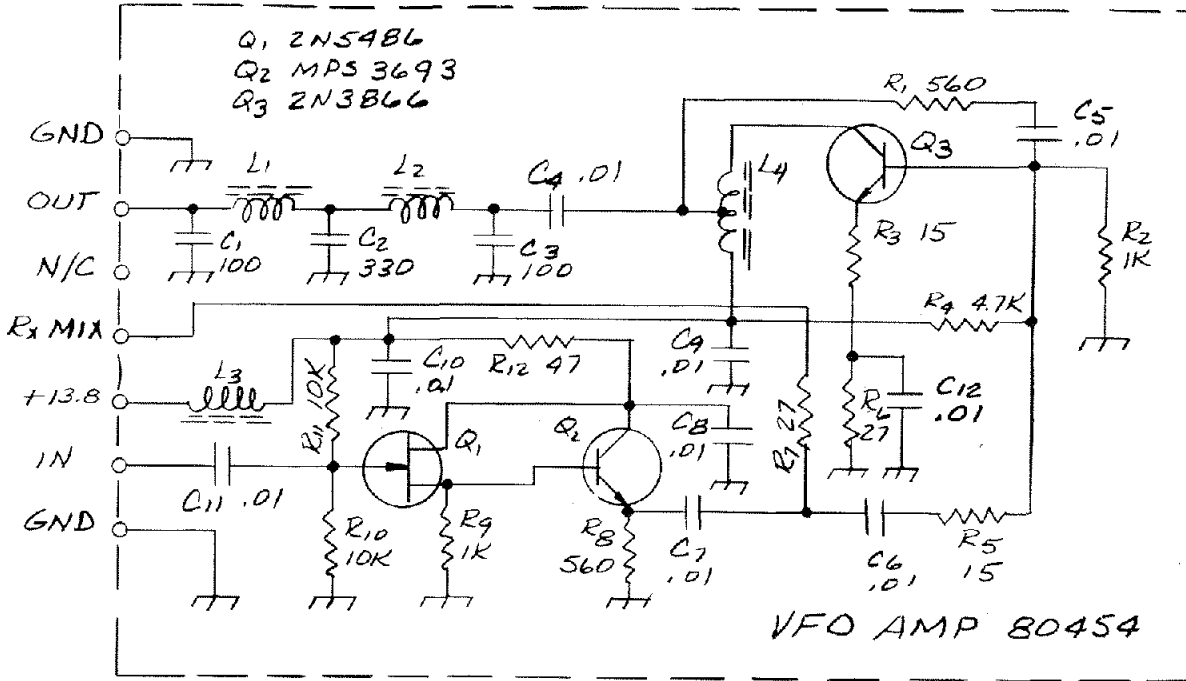 Q1 2N5486
Q2 MPS 3693
Q3 2N3866
R1 560
C5 .01
GND
Q3
L1
L2
C4 .01
L4
OUT
C1 100
C2 330
C3 100
R3 15
R2 1K
N/C
Rx MIX
R4 4.7K
C9 .01
C10 .01
R12 47
L3
+13.8
R11 10K
Q1
Q2
C8 .01
R7 27
R6 27
C12 .01
IN
C11 .01
GND
R10 10K
R9 1K
R8 560
C7 .01
C6 .01
R5 15
VFO AMP 80454